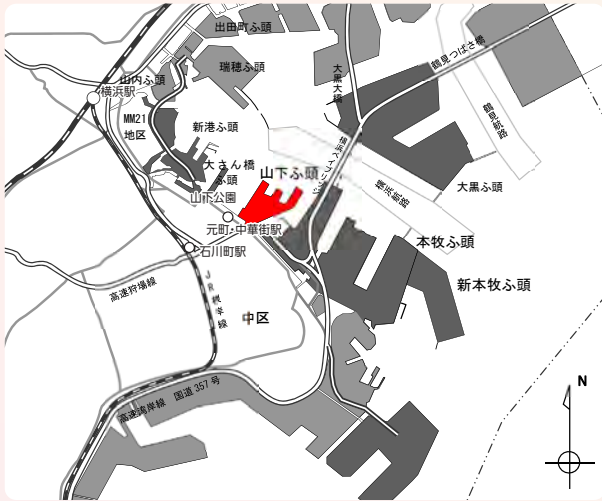 出田町ふ頭
瑞穂ふ頭
山内ふ頭
横浜駅
MM21
地区
新港ふ頭
大さん橋
ふ頭
山下公園
山下ふ頭
元町・中華街駅
石川町駅
大黒大橋
鶴見つばさ橋
鶴見航路
横浜ベイブリッジ
横浜航路
大黒ふ頭
本牧ふ頭
新本牧ふ頭
高速狩場線
JR根岸線
中区
高速湾岸線 国道357号
N